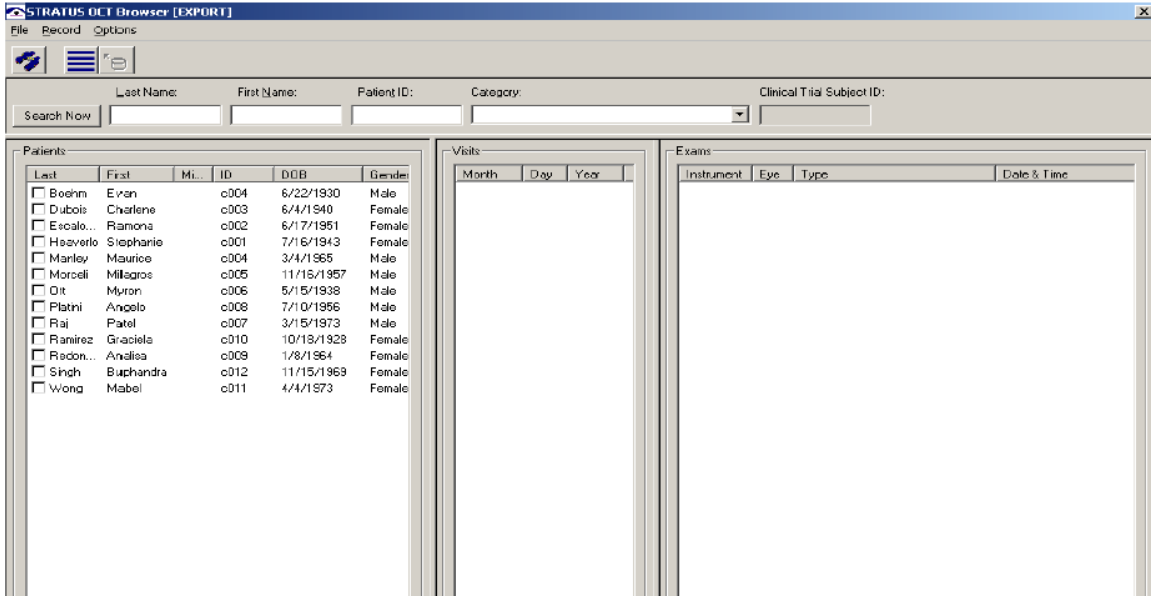 STRATUS OCT Browser [EXPORT]
File Record Options
Last Name: First Name: Patient ID: Category: Clinical Trial Subject ID:
Search Now
Patients Visits Exams
Last First Mi... ID DOB Gender Month Day Year Instrument Eye Type Date & Time
Boehm Evan c004 6/22/1930 Male
Dubois Charlene c003 6/4/1940 Female
Escalo... Ramona c002 6/17/1951 Female
Heaverlo Stephanie c001 7/16/1943 Female
Manley Maurice c004 3/4/1965 Male
Morceli Milagros c005 11/16/1957 Male
Ott Myron c006 5/15/1938 Male
Platini Angelo c008 7/10/1956 Male
Raj Patel c007 3/15/1973 Male
Ramirez Graciela c010 10/18/1928 Female
Redon... Analisa c009 1/8/1964 Female
Singh Buphandra c012 11/15/1969 Female
Wong Mabel c011 4/4/1973 Female